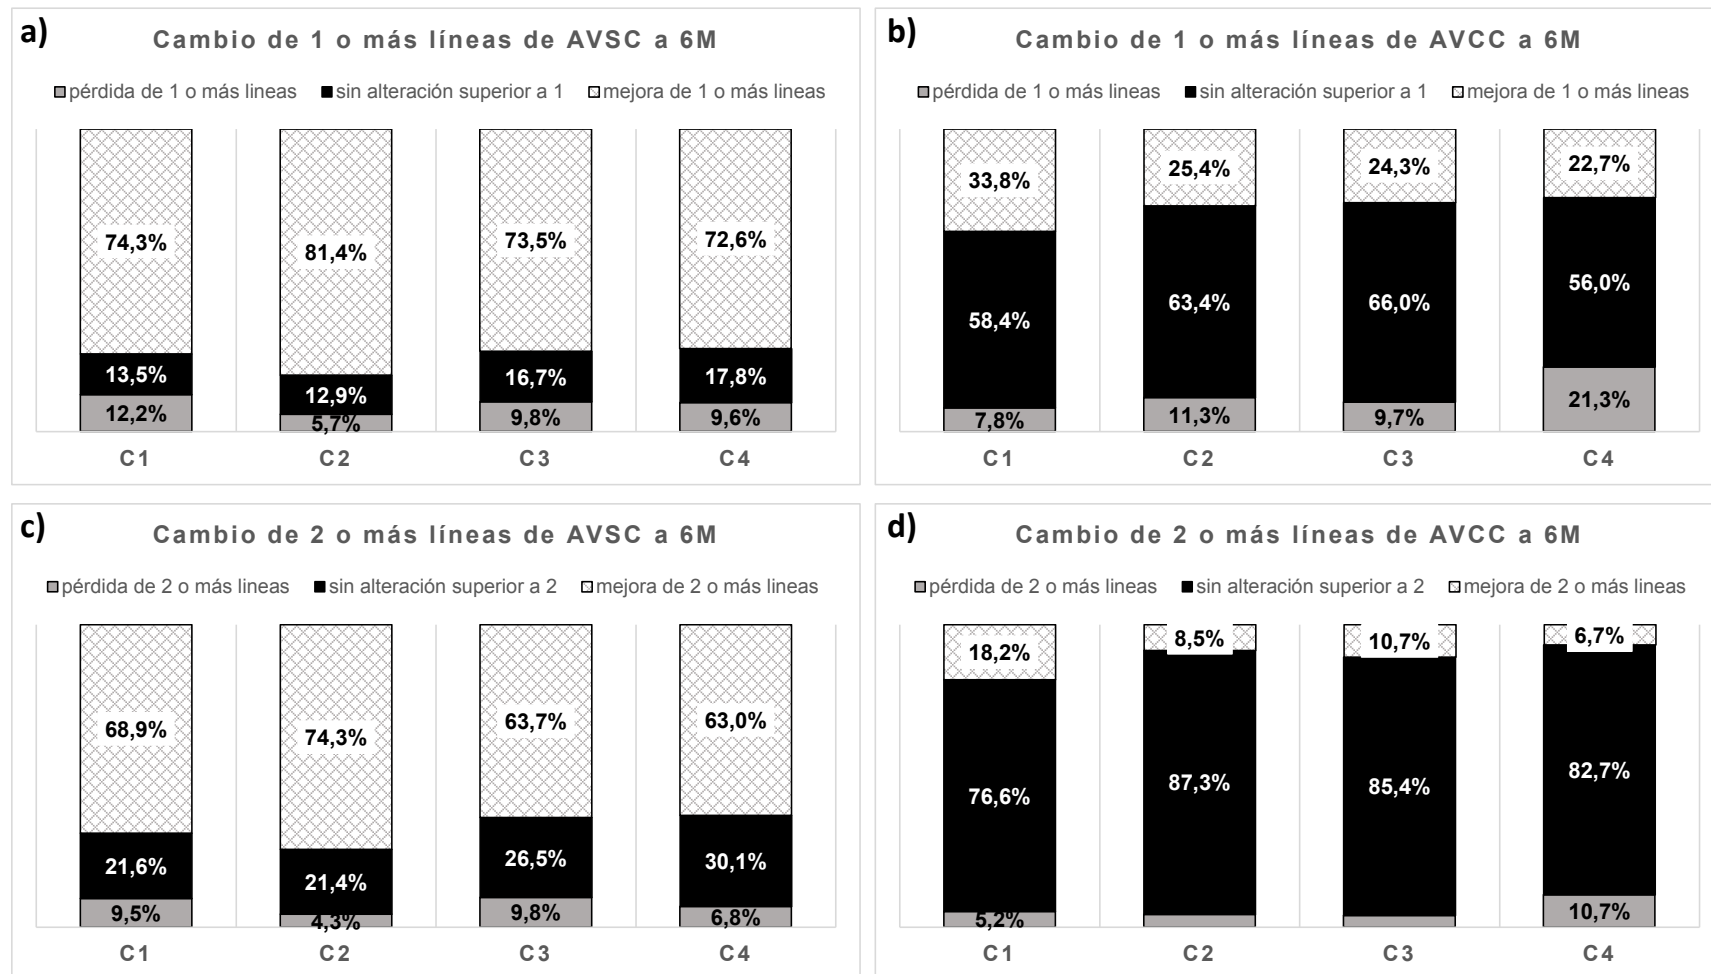 a)
Cambio de 1 o más líneas de AVSC a 6M
pérdida de 1 o más lineas sin alteración superior a 1 mejora de 1 o más lineas
74,3% 81,4% 73,5% 72,6%
13,5% 12,9% 16,7% 17,8%
12,2% 5,7% 9,8% 9,6%
C1 C2 C3 C4
b)
Cambio de 1 o más líneas de AVCC a 6M
pérdida de 1 o más lineas sin alteración superior a 1 mejora de 1 o más lineas
33,8% 25,4% 24,3% 22,7%
58,4% 63,4% 66,0% 56,0%
7,8% 11,3% 9,7% 21,3%
C1 C2 C3 C4
c)
Cambio de 2 o más líneas de AVSC a 6M
pérdida de 2 o más lineas sin alteración superior a 2 mejora de 2 o más lineas
68,9% 74,3% 63,7% 63,0%
21,6% 21,4% 26,5% 30,1%
9,5% 4,3% 9,8% 6,8%
C1 C2 C3 C4
d)
Cambio de 2 o más líneas de AVCC a 6M
pérdida de 2 o más lineas sin alteración superior a 2 mejora de 2 o más lineas
18,2% 8,5% 10,7% 6,7%
76,6% 87,3% 85,4% 82,7%
5,2% 10,7%
C1 C2 C3 C4